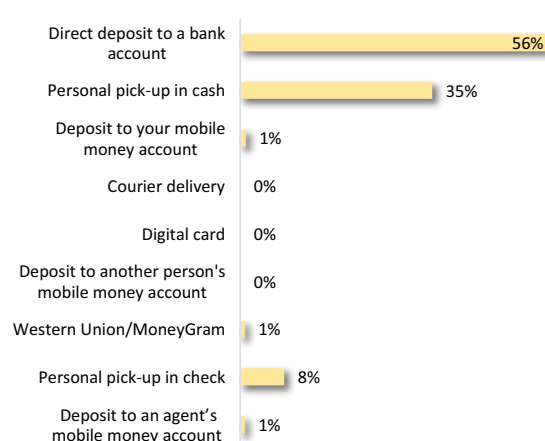 Direct deposit to a bank
account
56%
Personal pick-up in cash
35%
Deposit to your mobile
money account
1%
Courier delivery
0%
Digital card
0%
Deposit to another person's
mobile money account
0%
Western Union/MoneyGram
1%
Personal pick-up in check
8%
Deposit to an agent’s
mobile money account
1%